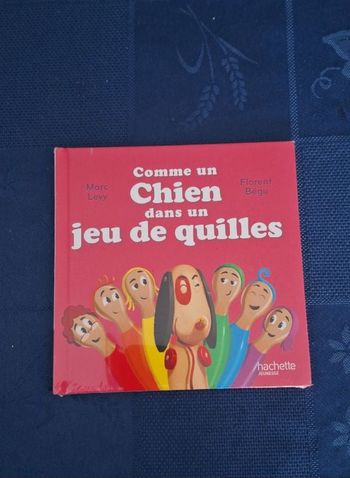 Comme un
Chien
dans un
jeu de quilles
Marc
Levy
Florent
Bégu
hachette
JEUNESSE